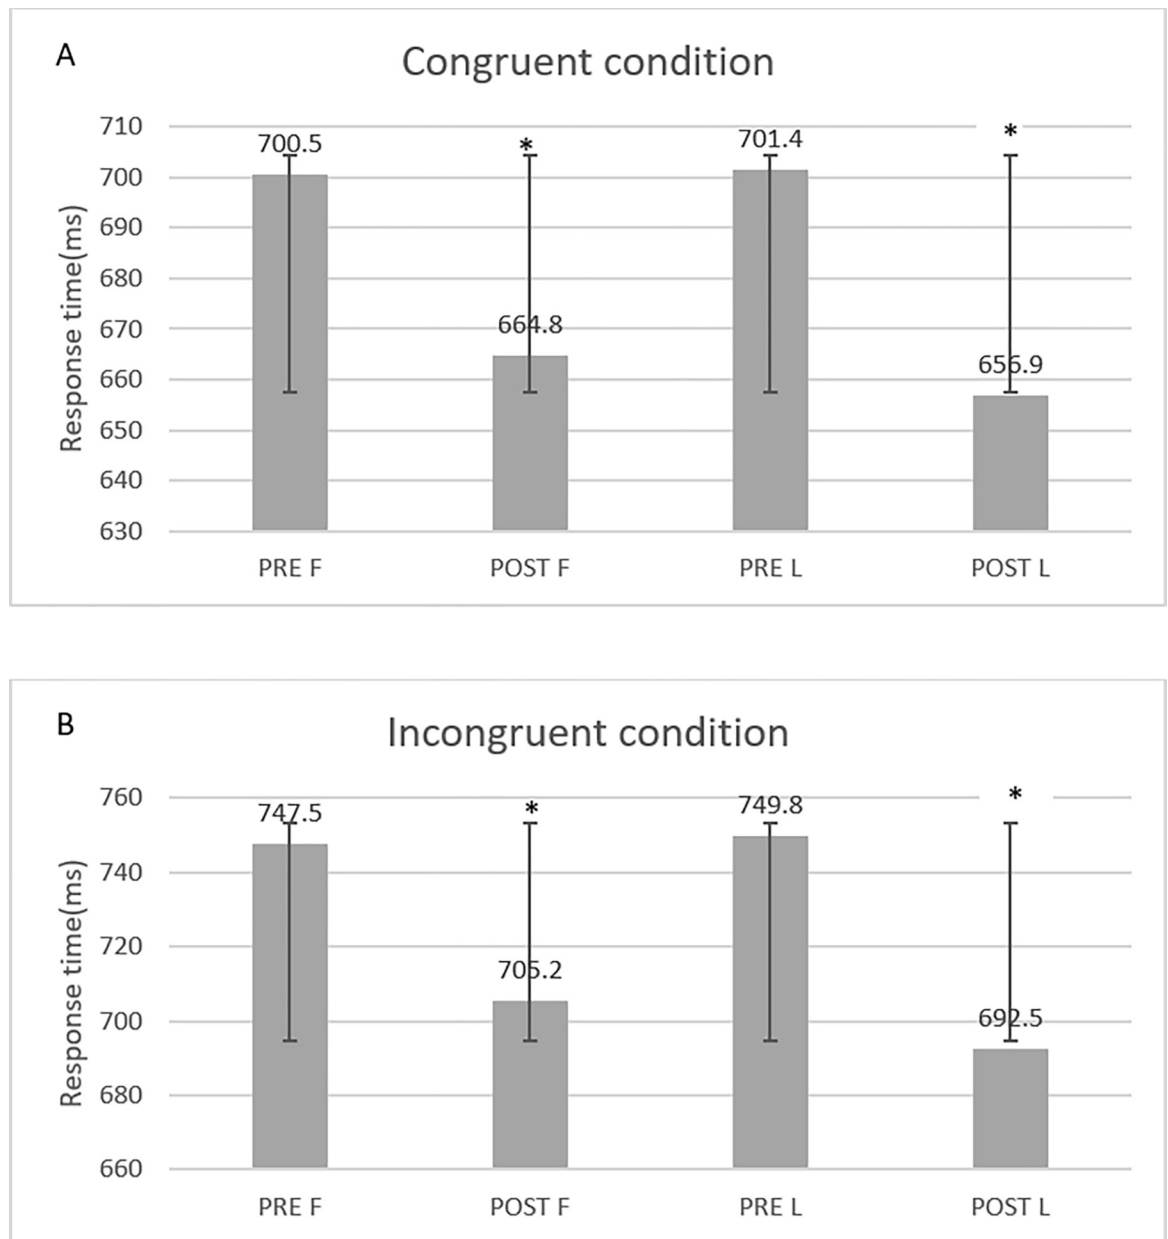 A
Congruent condition
710
700
690
680
670
660
650
640
630
Response time(ms)
700.5
*
664.8
701.4
*
656.9
PRE F
POST F
PRE L
POST L
B
Incongruent condition
760
740
720
700
680
660
Response time(ms)
747.5
*
705.2
749.8
*
692.5
PRE F
POST F
PRE L
POST L